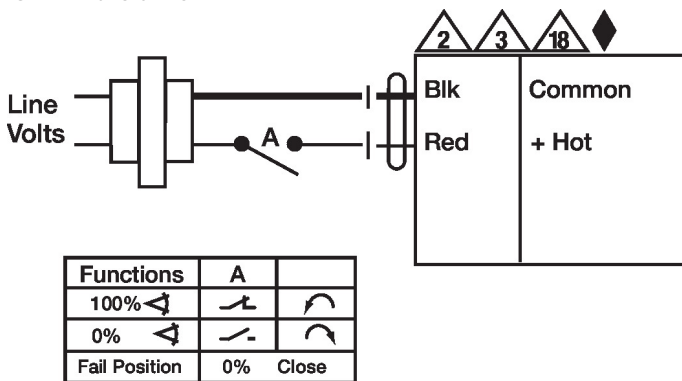 2 3 18
Line Volts
A
Blk Common
Red + Hot
Functions A
100%
0%
Fail Position 0% Close